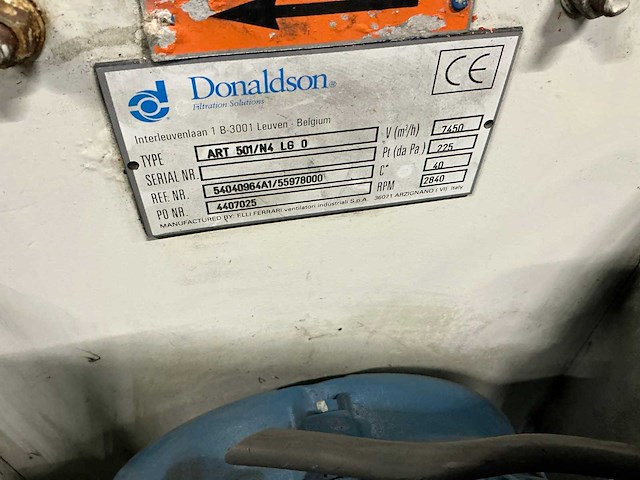 Donaldson®
Filtration Solutions
CE
Interleuvenlaan 1 B-3001 Leuven - Belgium
TYPE ART 501/N4 LG 0 V (m³/h) 7450
SERIAL NR. Pt (da Pa) 225
REF. NR. 54040964A1/55978000 C° 40
PO NR. 4407025 RPM 2840
MANUFACTURED BY: F.LLI FERRARI ventilatori industriali S.p.A. 36071 ARZIGNANO (VI) Italy